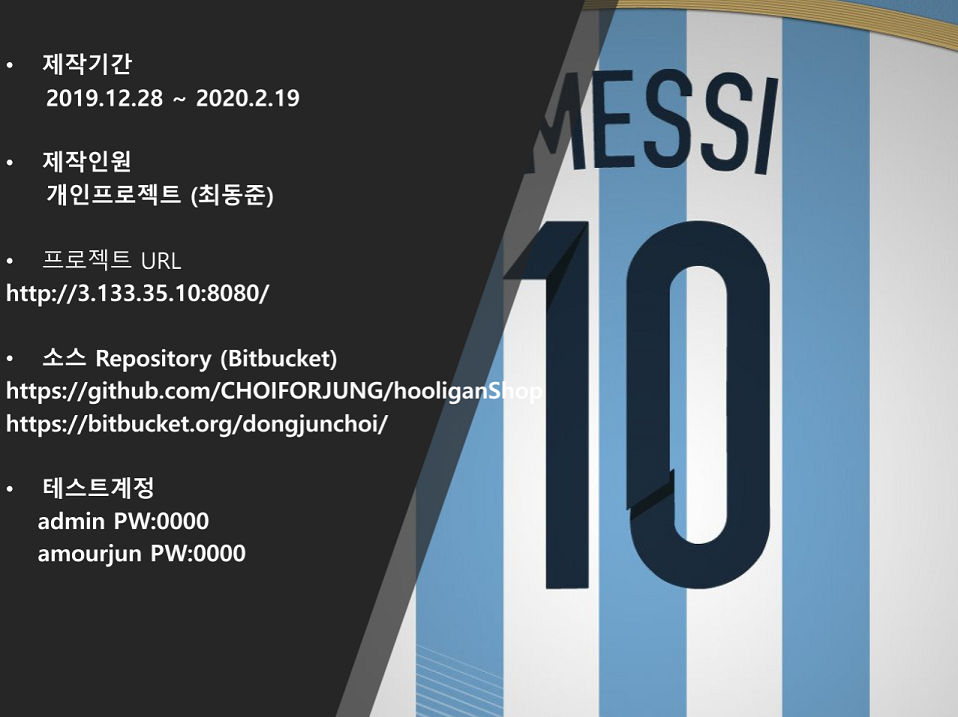 • 제작기간
2019.12.28 ~ 2020.2.19
• 제작인원
개인프로젝트 (최동준)
• 프로젝트 URL
http://3.133.35.10:8080/
• 소스 Repository (Bitbucket)
https://github.com/CHOIFORJUNG/hooliganShop
https://bitbucket.org/dongjunchoi/
• 테스트계정
admin PW:0000
amourjun PW:0000
MESSI
10